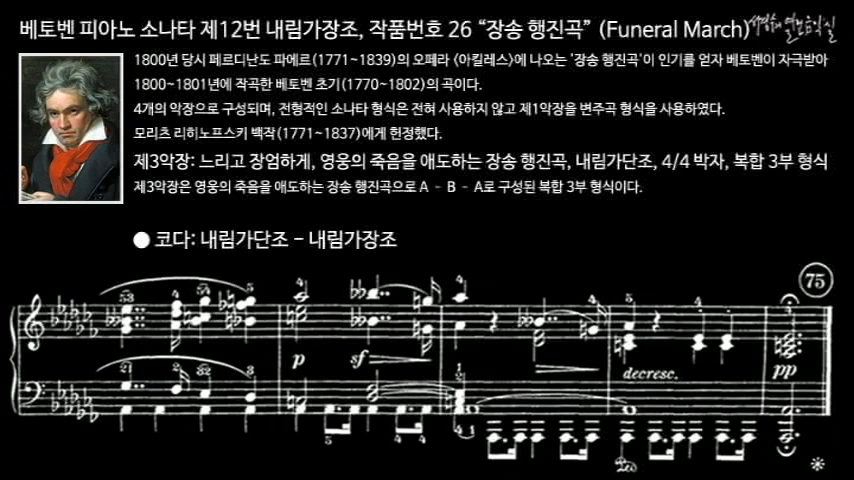 베토벤 피아노 소나타 제12번 내림가장조, 작품번호 26 “장송 행진곡” (Funeral March)
1800년 당시 페르디난도 파에르(1771~1839)의 오페라 〈아킬레스〉에 나오는 '장송 행진곡'이 인기를 얻자 베토벤이 자극받아
1800~1801년에 작곡한 베토벤 초기(1770~1802)의 곡이다.
4개의 악장으로 구성되며, 전형적인 소나타 형식은 전혀 사용하지 않고 제1악장을 변주곡 형식을 사용하였다.
모리츠 리히노프스키 백작(1771~1837)에게 헌정했다.
제3악장: 느리고 장엄하게, 영웅의 죽음을 애도하는 장송 행진곡, 내림가단조, 4/4 박자, 복합 3부 형식
제3악장은 영웅의 죽음을 애도하는 장송 행진곡으로 A - B - A로 구성된 복합 3부 형식이다.
● 코다: 내림가단조 – 내림가장조
75
p sf decresc. pp